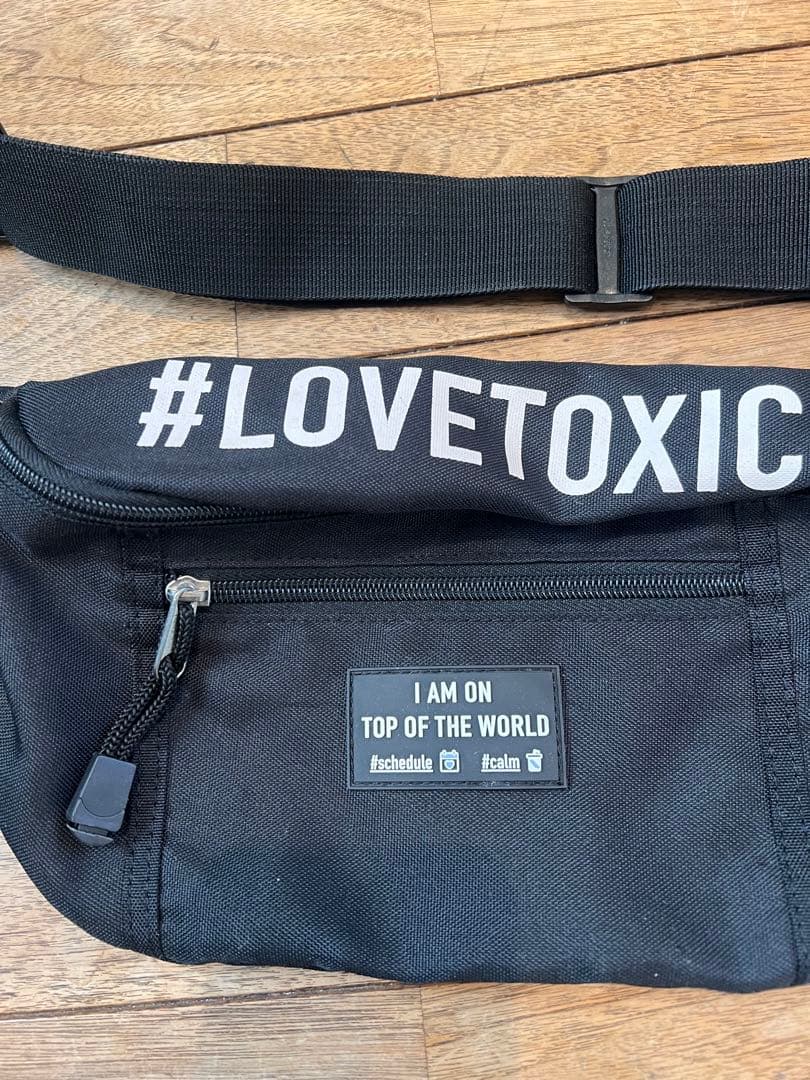 #LOVETOXIC
I AM ON
TOP OF THE WORLD
#schedule #calm